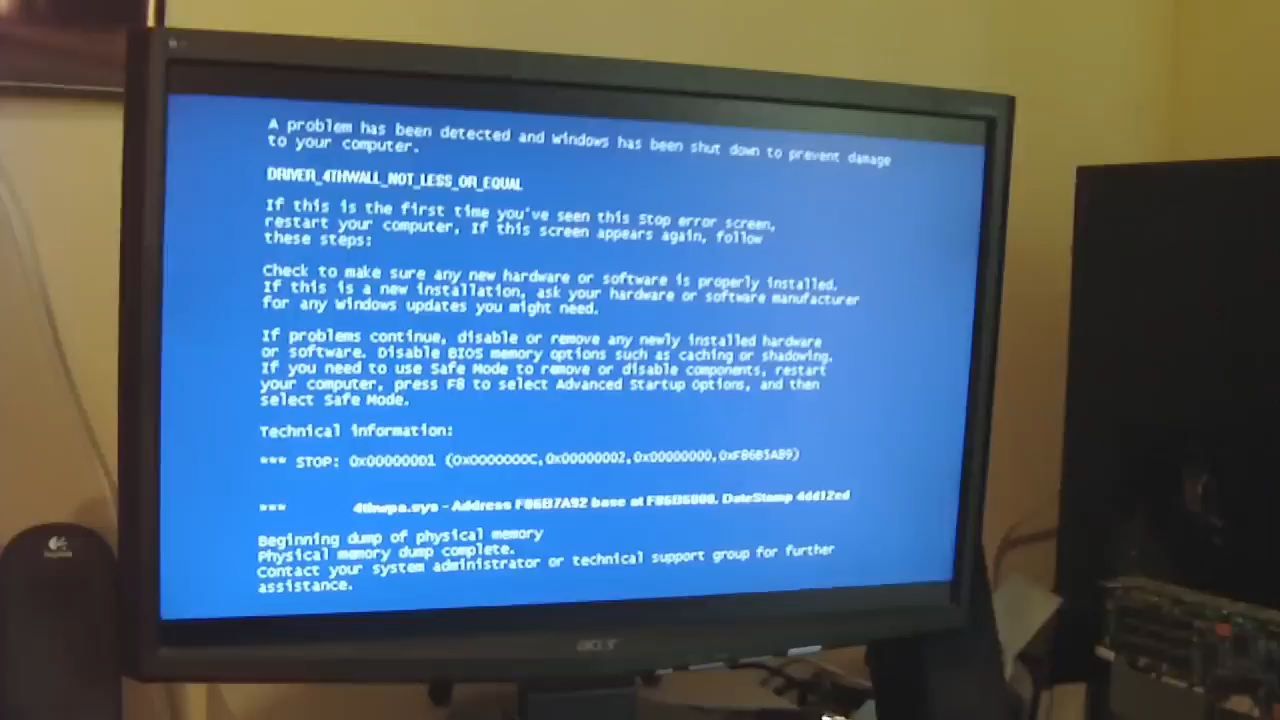 A problem has been detected and windows has been shut down to prevent damage
to your computer.
DRIVER_4THWALL_NOT_LESS_OR_EQUAL
If this is the first time you've seen this Stop error screen,
restart your computer, If this screen appears again, follow
these steps:
Check to make sure any new hardware or software is properly installed.
If this is a new installation, ask your hardware or software manufacturer
for any windows updates you might need.
If problems continue, disable or remove any newly installed hardware
or software. Disable BIOS memory options such as caching or shadowing.
If you need to use Safe Mode to remove or disable components, restart
your computer, press F8 to select Advanced Startup Options, and then
select Safe Mode.
Technical information:
*** STOP: 0x000000D1 (0x0000000C,0x00000002,0x00000000,0xF86B5A89)
*** 4thwpa.sys - Address F86B7A92 base at F86B6000, DateStamp 4dd12ed
Beginning dump of physical memory
Physical memory dump complete.
Contact your system administrator or technical support group for further
assistance.
acer
Logitech